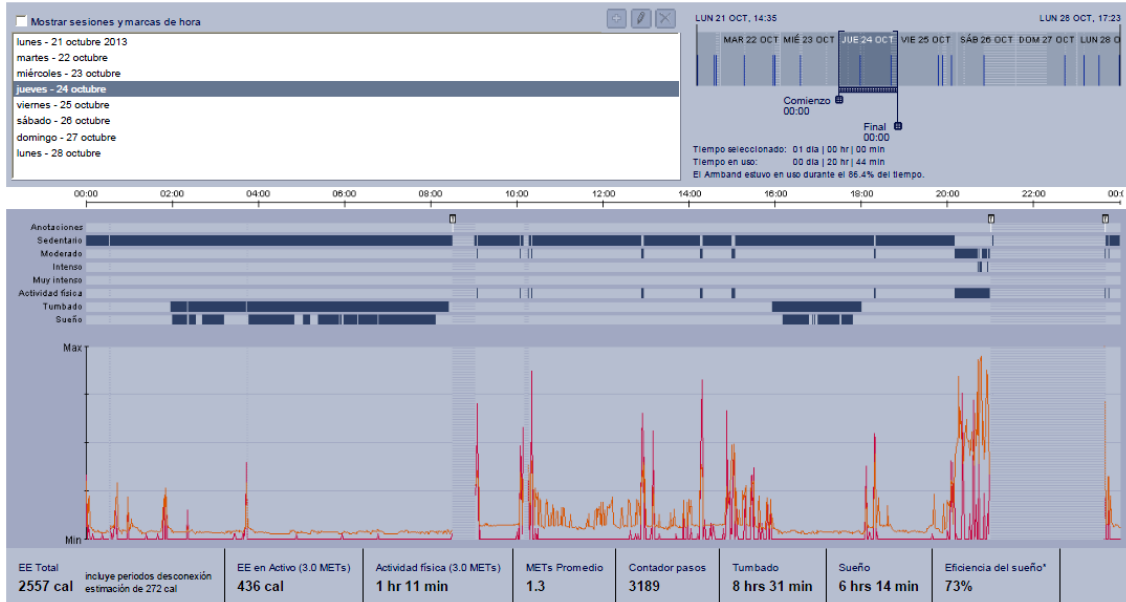 Mostrar sesiones y marcas de hora
lunes - 21 octubre 2013
martes - 22 octubre
miércoles - 23 octubre
jueves - 24 octubre
viernes - 25 octubre
sábado - 26 octubre
domingo - 27 octubre
lunes - 28 octubre
LUN 21 OCT, 14:35 LUN 28 OCT, 17:23
MAR 22 OCT MIÉ 23 OCT JUE 24 OCT VIE 25 OCT SÁB 26 OCT DOM 27 OCT LUN 28 O
Comienzo
00:00
Final
00:00
Tiempo seleccionado: 01 día | 00 hr | 00 min
Tiempo en uso: 00 día | 20 hr | 44 min
El Armband estuvo en uso durante el 86.4% del tiempo.
00:00 02:00 04:00 06:00 08:00 10:00 12:00 14:00 16:00 18:00 20:00 22:00 00:0
Anotaciones
Sedentario
Moderado
Intenso
Muy intenso
Actividad física
Tumbado
Sueño
Max
Min
EE Total EE en Activo (3.0 METs) Actividad física (3.0 METs) METs Promedio Contador pasos Tumbado Sueño Eficiencia del sueño*
2557 cal incluye periodos desconexión estimación de 272 cal 436 cal 1 hr 11 min 1.3 3189 8 hrs 31 min 6 hrs 14 min 73%